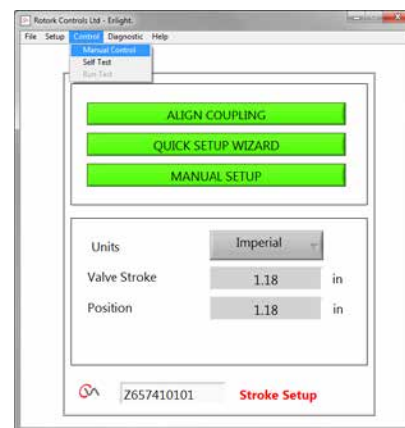 Rotork Controls Ltd - Enlight.
File Setup Control Diagnostic Help
Manual Control
Self Test
Run Test
ALIGN COUPLING
QUICK SETUP WIZARD
MANUAL SETUP
Units Imperial
Valve Stroke 1.18 in
Position 1.18 in
Z657410101 Stroke Setup